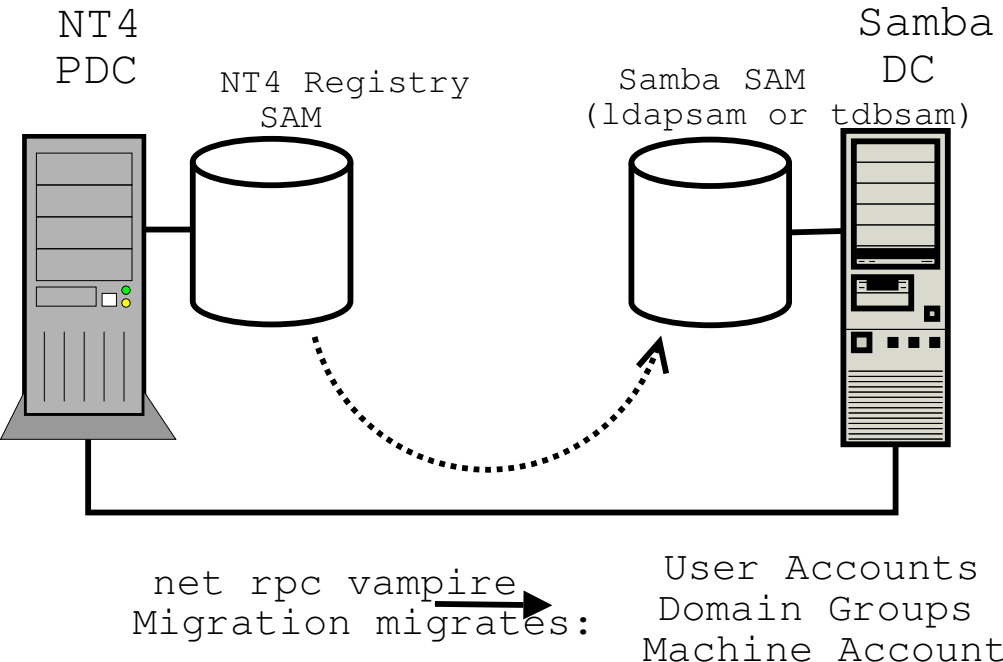 NT4
PDC
NT4 Registry
SAM
Samba SAM
(ldapsam or tdbsam)
Samba
DC
net rpc vampire
Migration migrates:
User Accounts
Domain Groups
Machine Account